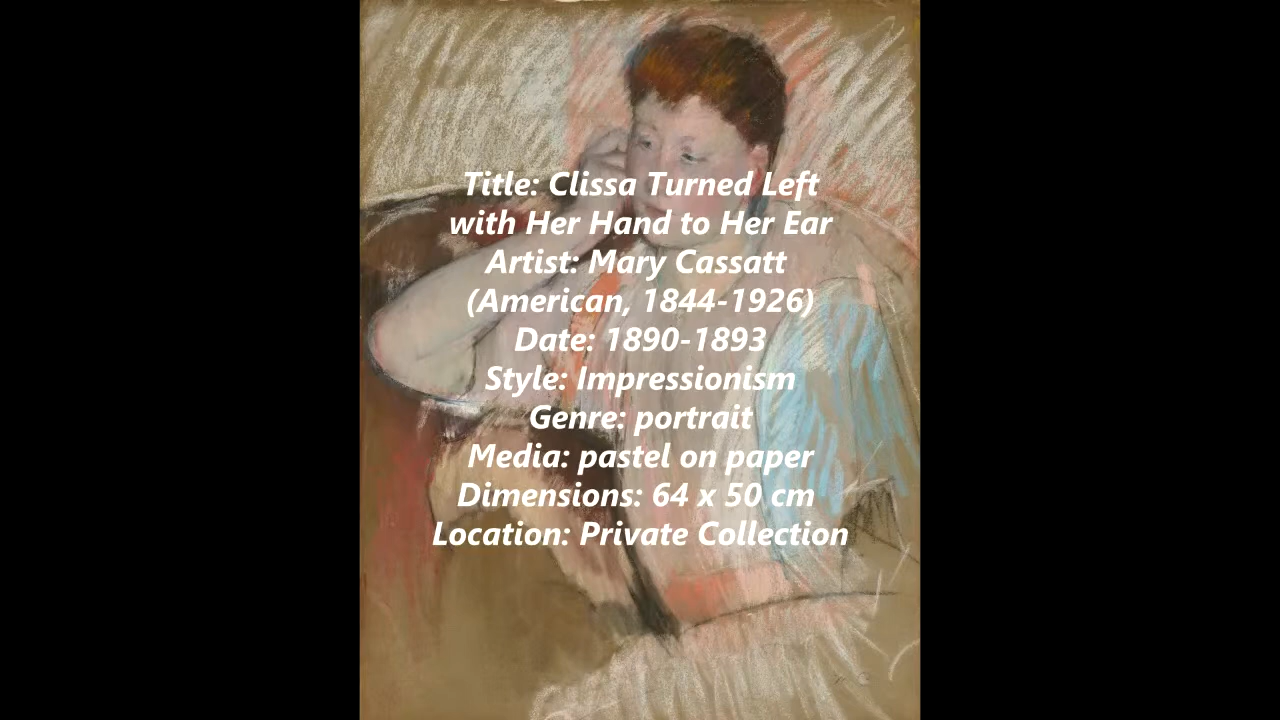 Title: Clissa Turned Left
with Her Hand to Her Ear
Artist: Mary Cassatt
(American, 1844-1926)
Date: 1890-1893
Style: Impressionism
Genre: portrait
Media: pastel on paper
Dimensions: 64 x 50 cm
Location: Private Collection